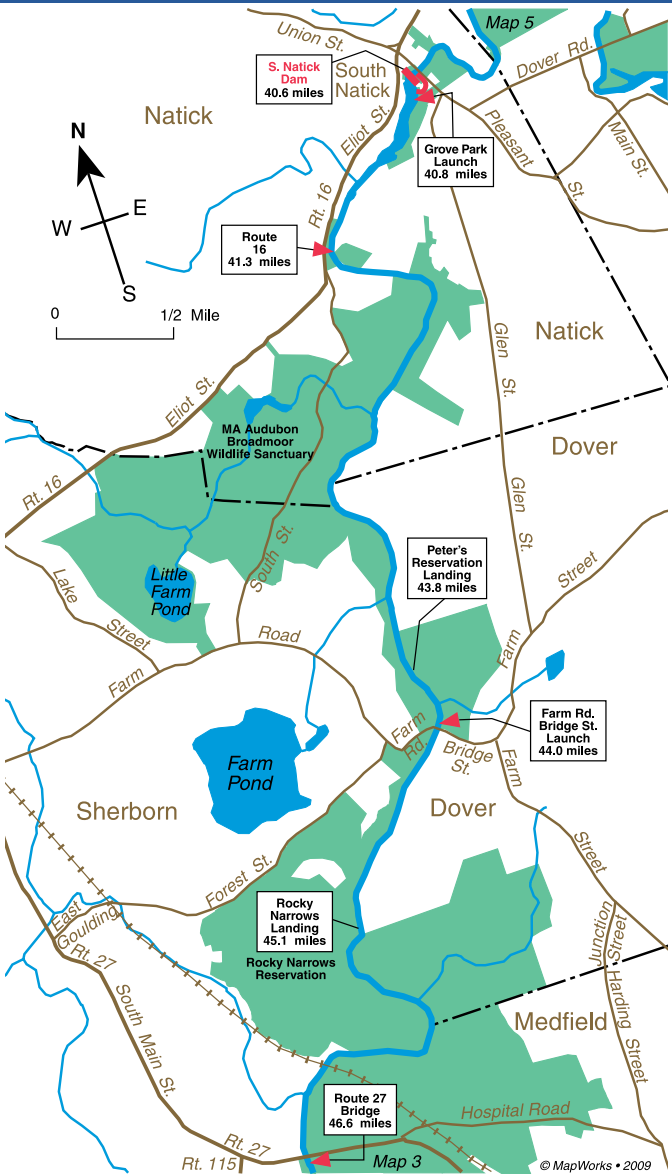 Map 5
Union St.
Dover Rd.
S. Natick
Dam
40.6 miles
South
Natick
Natick
Eliot St.
Pleasant
St.
Main St.
Grove Park
Launch
40.8 miles
N
W
E
S
Rt. 16
Route
16
41.3 miles
0
1/2 Mile
Glen
St.
Natick
Eliot St.
MA Audubon
Broadmoor
Wildlife Sanctuary
Dover
Rt. 16
Glen
St.
South St.
Peter's
Reservation
Landing
43.8 miles
Street
Farm
Little
Farm
Pond
Lake
Street
Farm
Road
Farm
Rd.
Bridge
St.
Farm Rd.
Bridge St.
Launch
44.0 miles
Farm
Street
Farm
Pond
Sherborn
Dover
Forest St.
East
Goulding
Rocky
Narrows
Landing
45.1 miles
Rocky Narrows
Reservation
Junction
Street
Rt. 27
South Main St.
Medfield
Harding Street
Route 27
Bridge
46.6 miles
Hospital Road
Rt. 27
Rt. 115
Map 3
© MapWorks • 2009